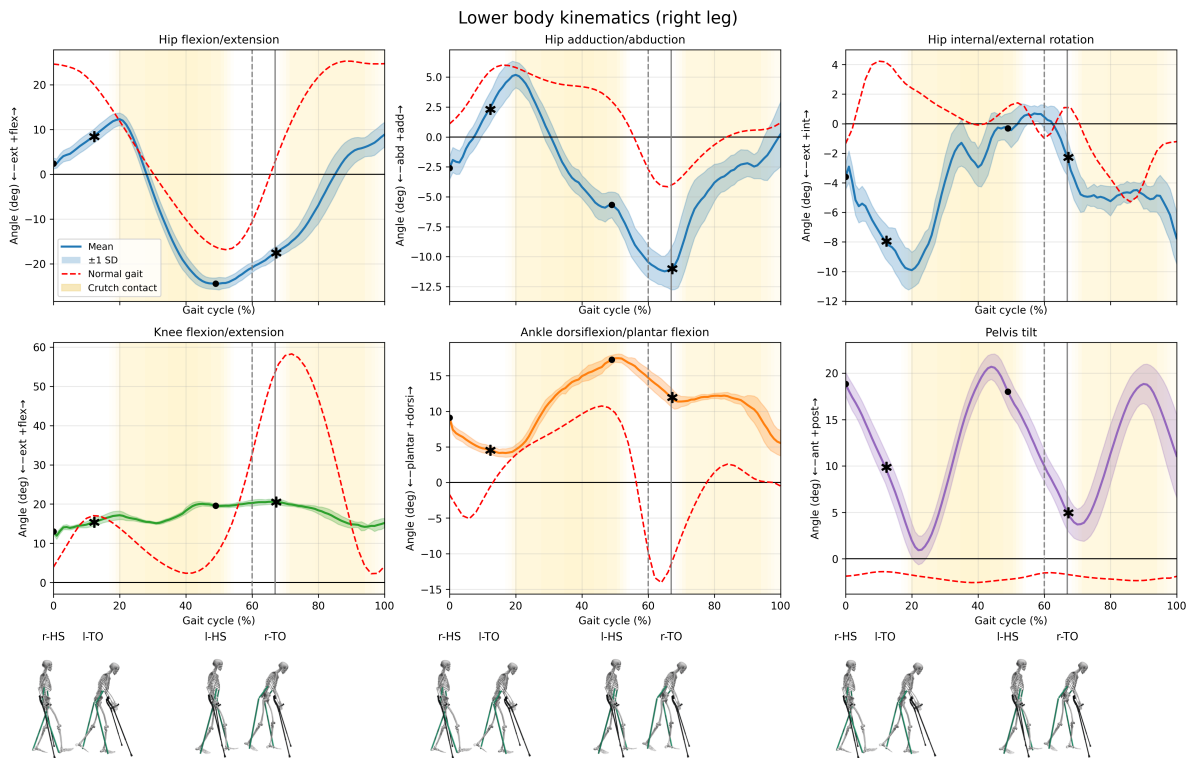 Lower body kinematics (right leg)
Hip flexion/extension
Angle (deg) ←−ext +flex→
20
10
0
−10
−20
Mean
±1 SD
Normal gait
Crutch contact
Gait cycle (%)
Hip adduction/abduction
Angle (deg) ←−abd +add→
5.0
2.5
0.0
−2.5
−5.0
−7.5
−10.0
−12.5
Gait cycle (%)
Hip internal/external rotation
Angle (deg) ←−ext +int→
4
2
0
−2
−4
−6
−8
−10
−12
Gait cycle (%)
Knee flexion/extension
Angle (deg) ←−ext +flex→
60
50
40
30
20
10
0
0 20 40 60 80 100
Gait cycle (%)
Ankle dorsiflexion/plantar flexion
Angle (deg) ←−plantar +dorsi→
15
10
5
0
−5
−10
−15
0 20 40 60 80 100
Gait cycle (%)
Pelvis tilt
Angle (deg) ←−ant +post→
20
15
10
5
0
0 20 40 60 80 100
Gait cycle (%)
r-HS l-TO l-HS r-TO
r-HS l-TO l-HS r-TO
r-HS l-TO l-HS r-TO